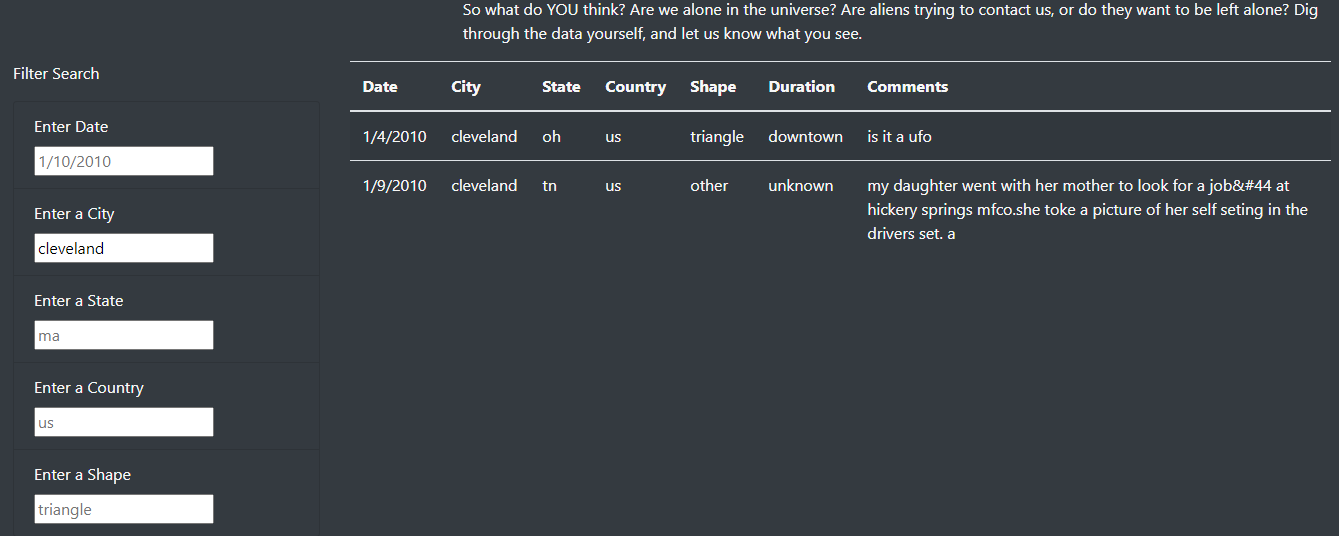 So what do YOU think? Are we alone in the universe? Are aliens trying to contact us, or do they want to be left alone? Dig
through the data yourself, and let us know what you see.
Filter Search
Enter Date
1/10/2010
Enter a City
cleveland
Enter a State
ma
Enter a Country
us
Enter a Shape
triangle
Date City State Country Shape Duration Comments
1/4/2010 cleveland oh us triangle downtown is it a ufo
1/9/2010 cleveland tn us other unknown my daughter went with her mother to look for a job&#44 at
hickery springs mfco.she toke a picture of her self seting in the
drivers set. a